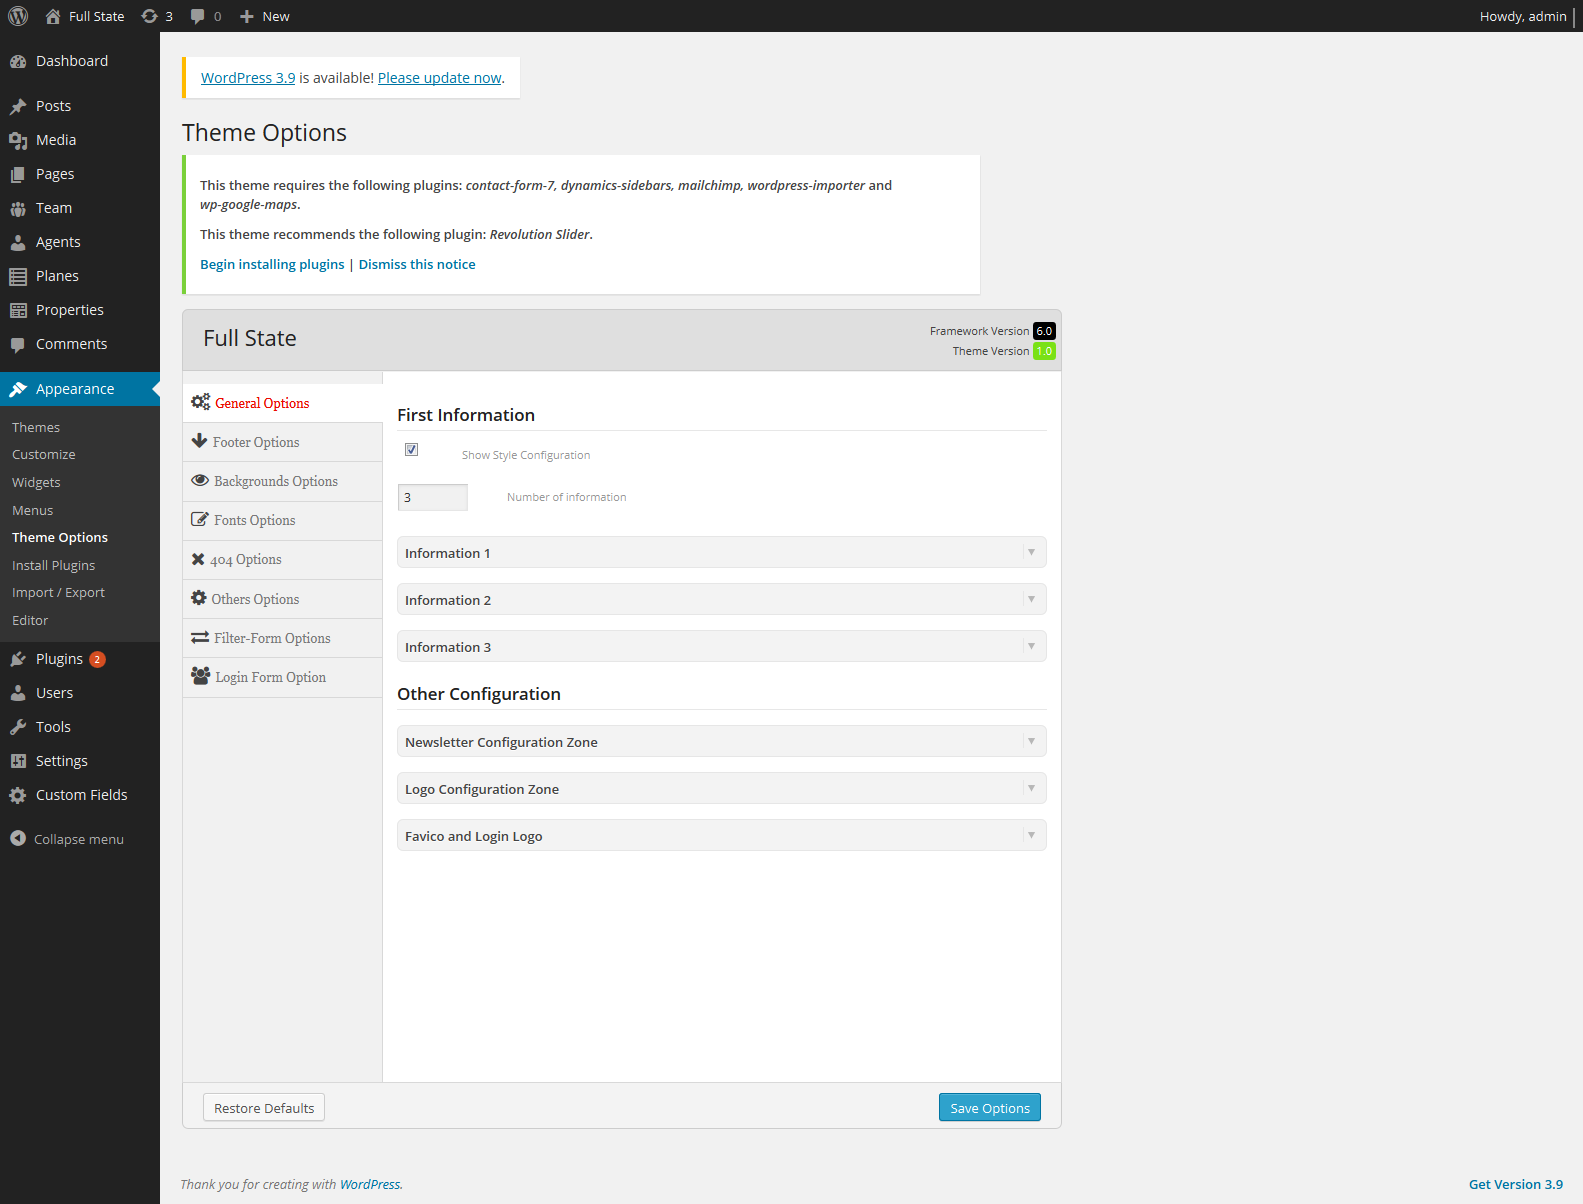 Full State 3 0 New Howdy, admin
Dashboard
Posts
Media
Pages
Team
Agents
Planes
Properties
Comments
Appearance
Themes
Customize
Widgets
Menus
Theme Options
Install Plugins
Import / Export
Editor
Plugins 2
Users
Tools
Settings
Custom Fields
Collapse menu
WordPress 3.9 is available! Please update now.
Theme Options
This theme requires the following plugins: contact-form-7, dynamics-sidebars, mailchimp, wordpress-importer and
wp-google-maps.
This theme recommends the following plugin: Revolution Slider.
Begin installing plugins | Dismiss this notice
Full State
Framework Version 6.0
Theme Version 1.0
General Options
Footer Options
Backgrounds Options
Fonts Options
404 Options
Others Options
Filter-Form Options
Login Form Option
First Information
Show Style Configuration
3 Number of information
Information 1
Information 2
Information 3
Other Configuration
Newsletter Configuration Zone
Logo Configuration Zone
Favico and Login Logo
Restore Defaults Save Options
Thank you for creating with WordPress. Get Version 3.9